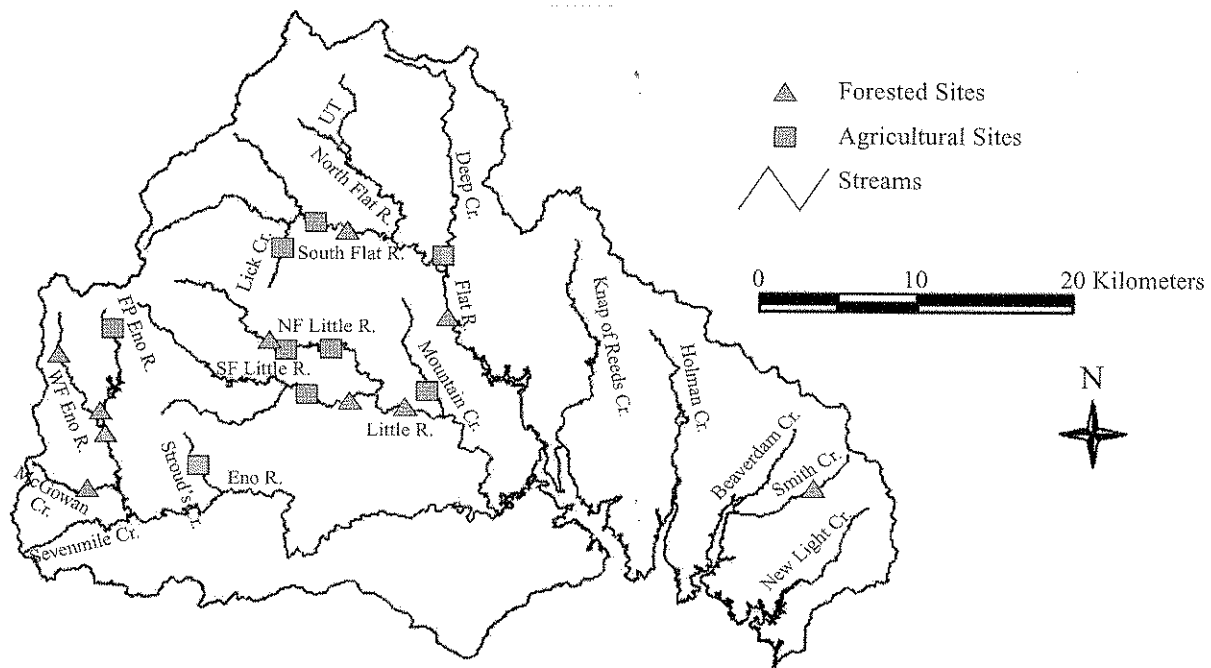 Forested Sites
Agricultural Sites
Streams
0 10 20 Kilometers
N
UT
North Flat R.
Deep Cr.
South Flat R.
Lick Cr.
Flat R.
FP Eno R.
NF Little R.
SF Little R.
WF Eno R.
Mountain Cr.
Little R.
Knap of Reeds Cr.
Holman Cr.
Beaverdam Cr.
Smith Cr.
New Light Cr.
Stroud's Cr.
Eno R.
McGowan
Cr.
Sevenmile Cr.